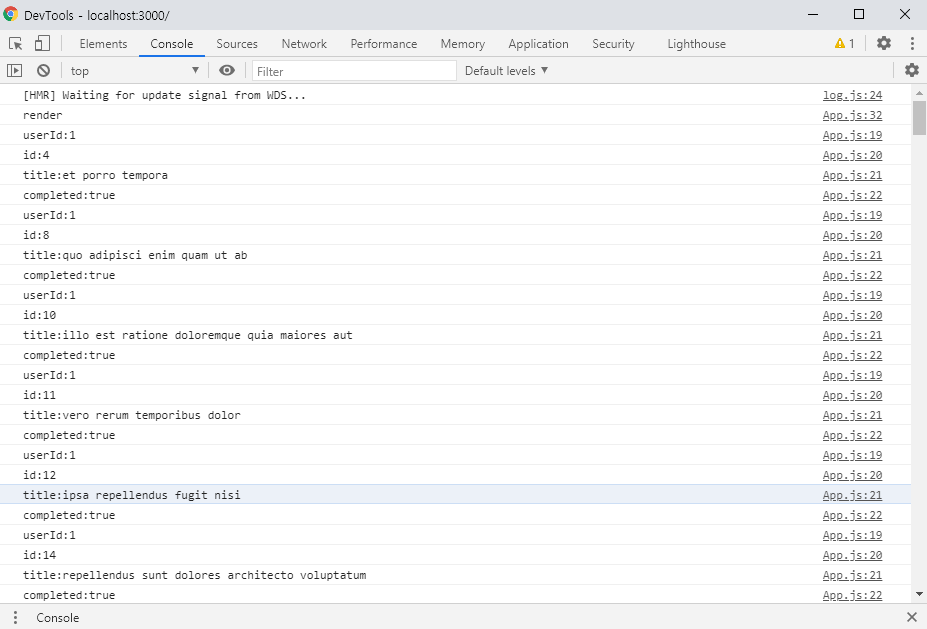 DevTools - localhost:3000/
Elements Console Sources Network Performance Memory Application Security Lighthouse 1
top Filter Default levels
[HMR] Waiting for update signal from WDS... log.js:24
render App.js:32
userId:1 App.js:19
id:4 App.js:20
title:et porro tempora App.js:21
completed:true App.js:22
userId:1 App.js:19
id:8 App.js:20
title:quo adipisci enim quam ut ab App.js:21
completed:true App.js:22
userId:1 App.js:19
id:10 App.js:20
title:illo est ratione doloremque quia maiores aut App.js:21
completed:true App.js:22
userId:1 App.js:19
id:11 App.js:20
title:vero rerum temporibus dolor App.js:21
completed:true App.js:22
userId:1 App.js:19
id:12 App.js:20
title:ipsa repellendus fugit nisi App.js:21
completed:true App.js:22
userId:1 App.js:19
id:14 App.js:20
title:repellendus sunt dolores architecto voluptatum App.js:21
completed:true App.js:22
Console